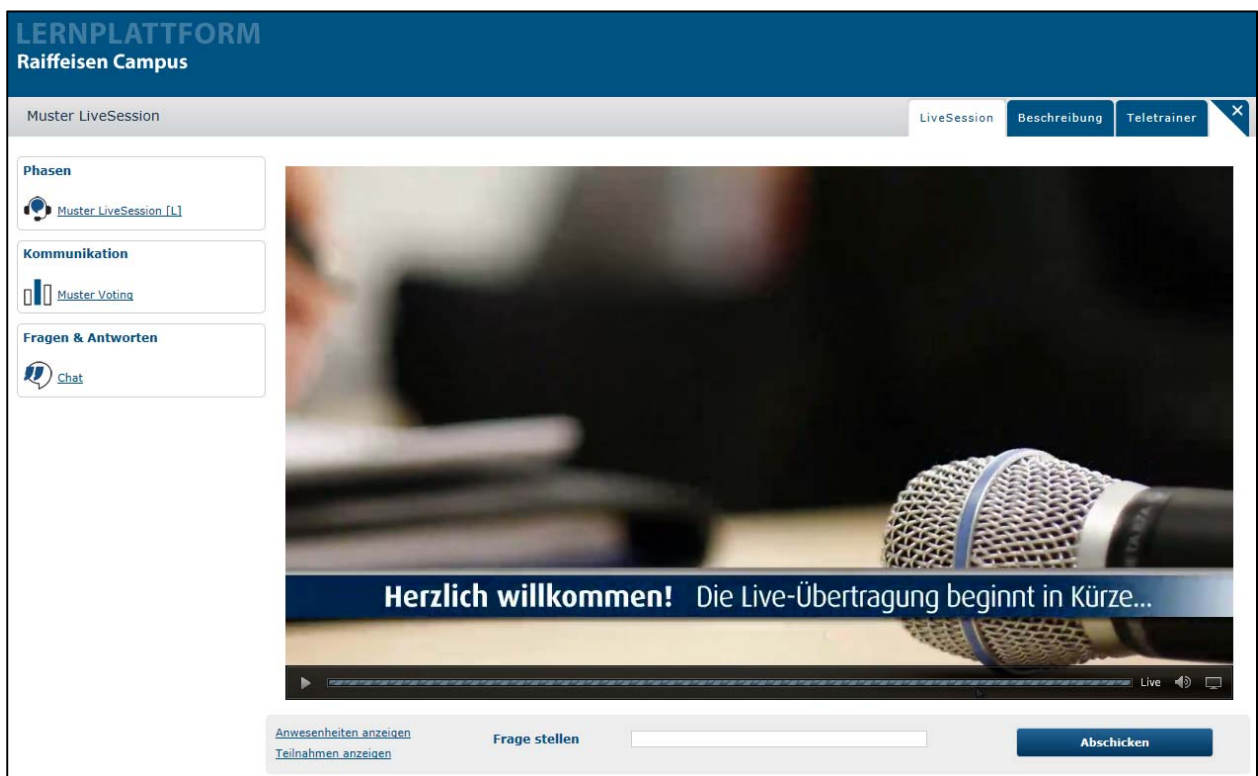 LERNPLATTFORM
Raiffeisen Campus
Muster LiveSession
LiveSession
Beschreibung
Teletrainer
Phasen
Muster LiveSession [L]
Kommunikation
Muster Voting
Fragen & Antworten
Chat
Herzlich willkommen! Die Live-Übertragung beginnt in Kürze...
Live
Anwesenheiten anzeigen
Teilnahmen anzeigen
Frage stellen
Abschicken